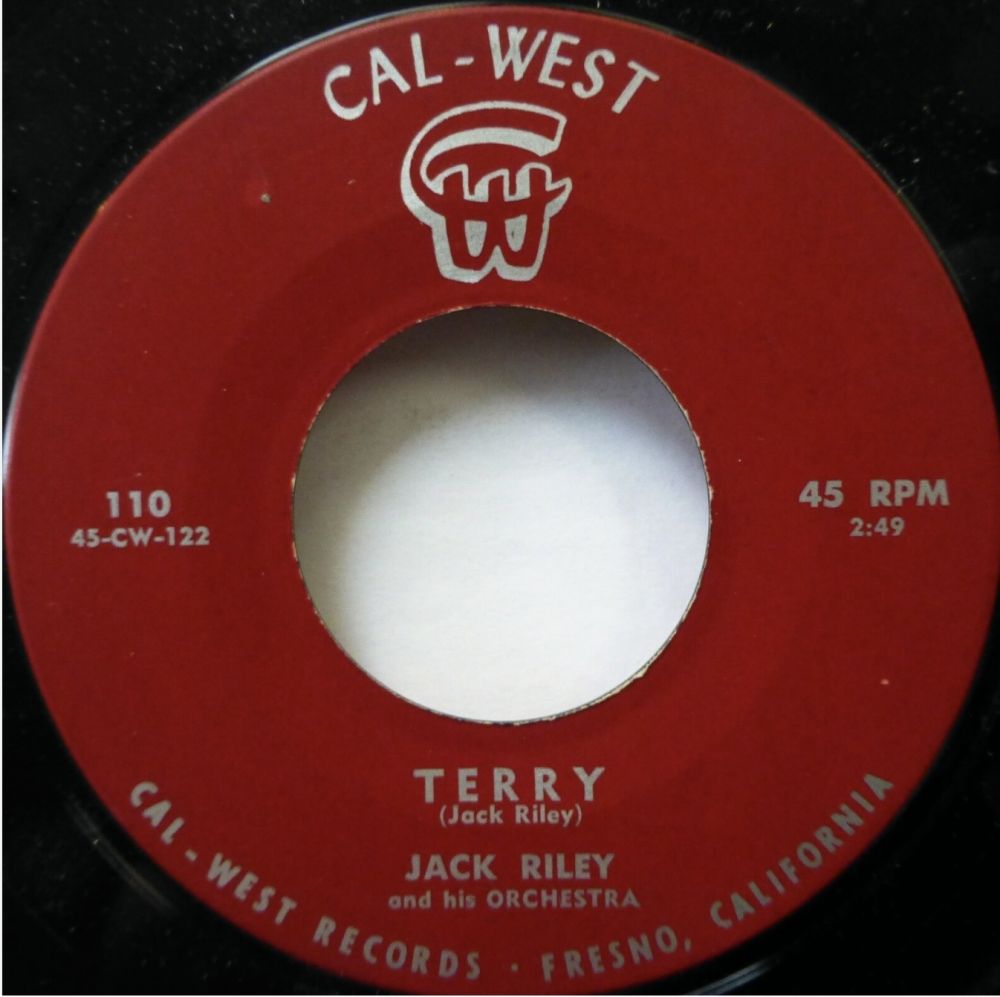 CAL-WEST
CW
110
45-CW-122
45 RPM
2:49
TERRY
(Jack Riley)
JACK RILEY
and his ORCHESTRA
CAL-WEST RECORDS · FRESNO, CALIFORNIA